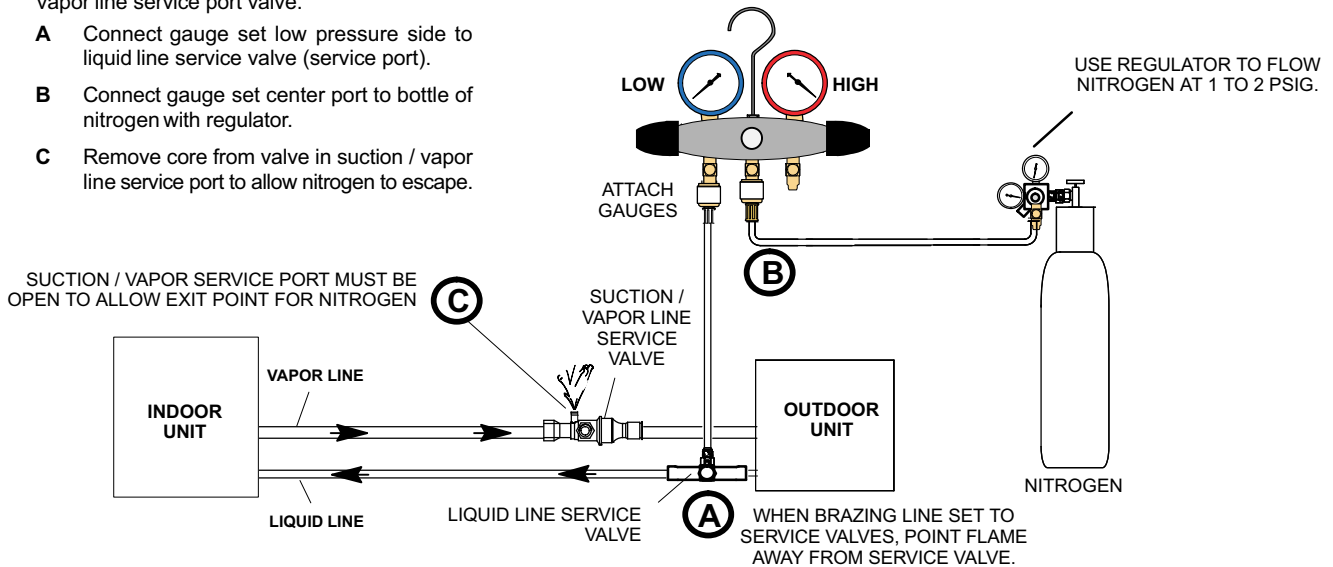 vapor line service port valve.
A Connect gauge set low pressure side to
liquid line service valve (service port).
B Connect gauge set center port to bottle of
nitrogen with regulator.
C Remove core from valve in suction / vapor
line service port to allow nitrogen to escape.
LOW
HIGH
USE REGULATOR TO FLOW
NITROGEN AT 1 TO 2 PSIG.
ATTACH
GAUGES
B
SUCTION / VAPOR SERVICE PORT MUST BE
OPEN TO ALLOW EXIT POINT FOR NITROGEN
C
SUCTION /
VAPOR LINE
SERVICE
VALVE
VAPOR LINE
INDOOR
UNIT
OUTDOOR
UNIT
NITROGEN
LIQUID LINE
LIQUID LINE SERVICE
VALVE
A
WHEN BRAZING LINE SET TO
SERVICE VALVES, POINT FLAME
AWAY FROM SERVICE VALVE.